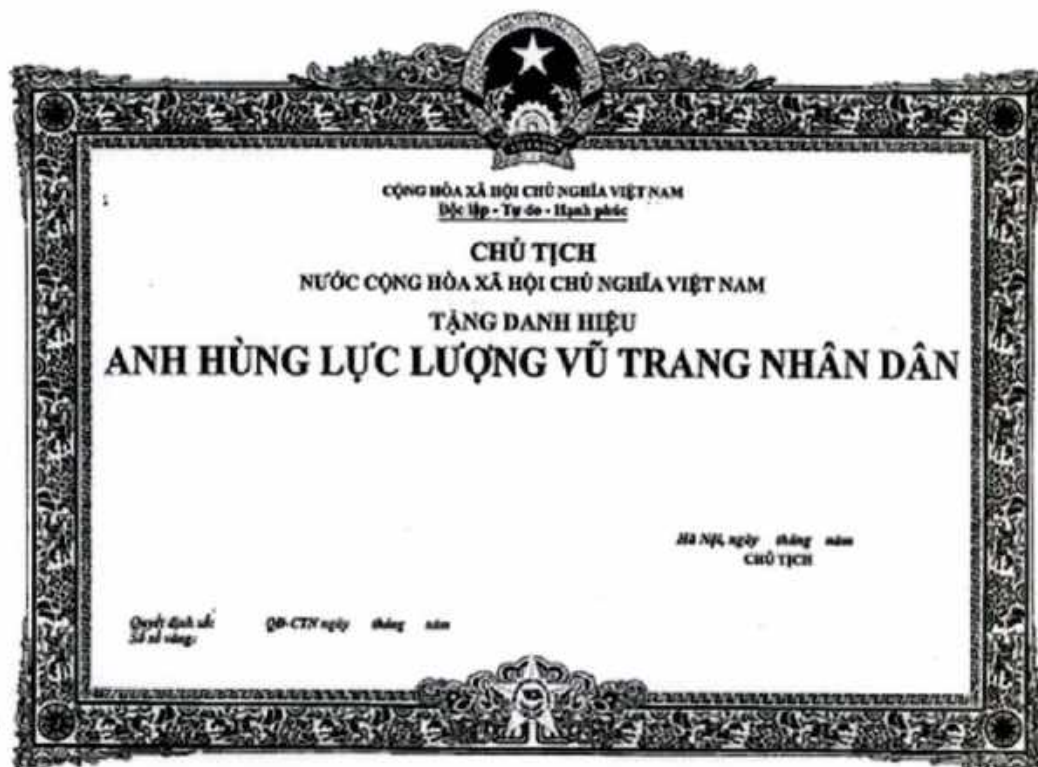 CỘNG HÒA XÃ HỘI CHỦ NGHĨA VIỆT NAM
Độc lập - Tự do - Hạnh phúc
CHỦ TỊCH
NƯỚC CỘNG HÒA XÃ HỘI CHỦ NGHĨA VIỆT NAM
TẶNG DANH HIỆU
ANH HÙNG LỰC LƯỢNG VŨ TRANG NHÂN DÂN
Hà Nội, ngày tháng năm
CHỦ TỊCH
Quyết định số: QĐ-CTN ngày tháng năm
Số sổ vàng: